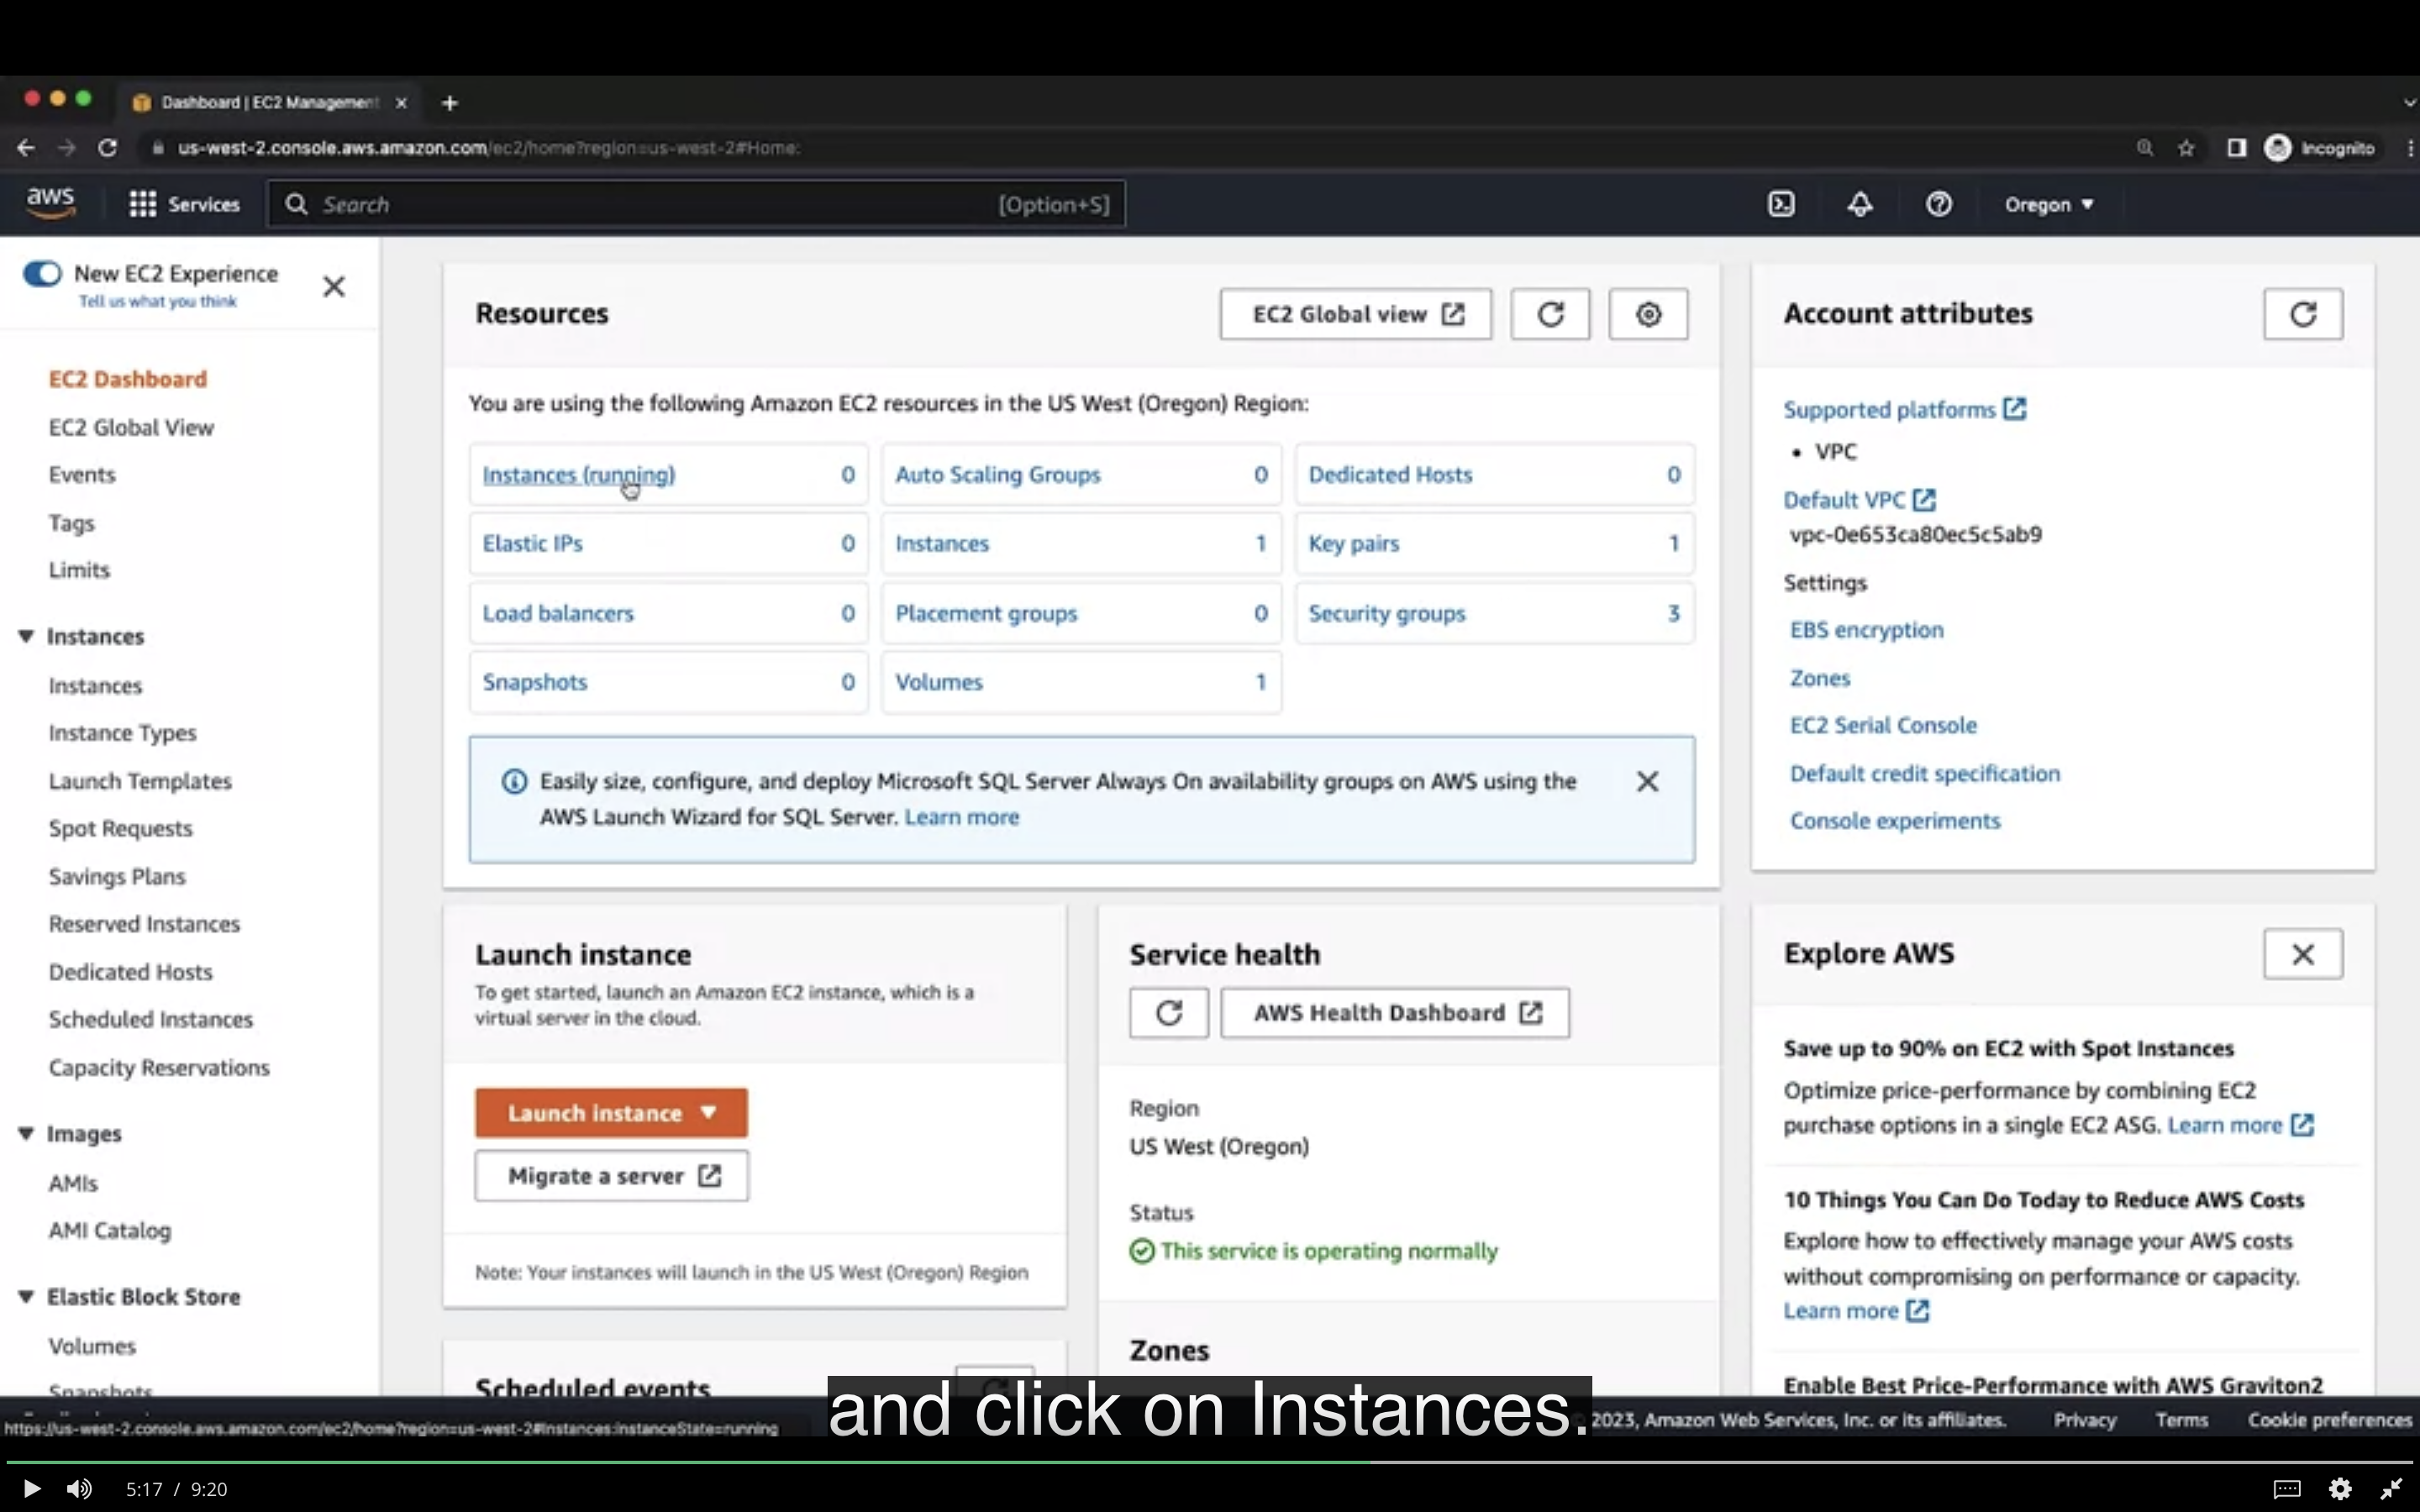 Dashboard | EC2 Management
us-west-2.console.aws.amazon.com/ec2/home?region=us-west-2#Home:
Incognito
aws
Services
Search
[Option+S]
Oregon
New EC2 Experience
Tell us what you think
EC2 Dashboard
EC2 Global View
Events
Tags
Limits
Instances
Instances
Instance Types
Launch Templates
Spot Requests
Savings Plans
Reserved Instances
Dedicated Hosts
Scheduled Instances
Capacity Reservations
Images
AMIs
AMI Catalog
Elastic Block Store
Volumes
Snapshots
Resources
EC2 Global view
You are using the following Amazon EC2 resources in the US West (Oregon) Region:
Instances (running) 0
Auto Scaling Groups 0
Dedicated Hosts 0
Elastic IPs 0
Instances 1
Key pairs 1
Load balancers 0
Placement groups 0
Security groups 3
Snapshots 0
Volumes 1
Easily size, configure, and deploy Microsoft SQL Server Always On availability groups on AWS using the
AWS Launch Wizard for SQL Server. Learn more
Launch instance
To get started, launch an Amazon EC2 instance, which is a
virtual server in the cloud.
Launch instance
Migrate a server
Note: Your instances will launch in the US West (Oregon) Region
Scheduled events
Service health
AWS Health Dashboard
Region
US West (Oregon)
Status
This service is operating normally
Zones
Account attributes
Supported platforms
• VPC
Default VPC
vpc-0e653ca80ec5c5ab9
Settings
EBS encryption
Zones
EC2 Serial Console
Default credit specification
Console experiments
Explore AWS
Save up to 90% on EC2 with Spot Instances
Optimize price-performance by combining EC2
purchase options in a single EC2 ASG. Learn more
10 Things You Can Do Today to Reduce AWS Costs
Explore how to effectively manage your AWS costs
without compromising on performance or capacity.
Learn more
Enable Best Price-Performance with AWS Graviton2
https://us-west-2.console.aws.amazon.com/ec2/home?region=us-west-2#Instances:instanceState=running
and click on Instances.
2023, Amazon Web Services, Inc. or its affiliates.
Privacy
Terms
Cookie preferences
5:17 / 9:20